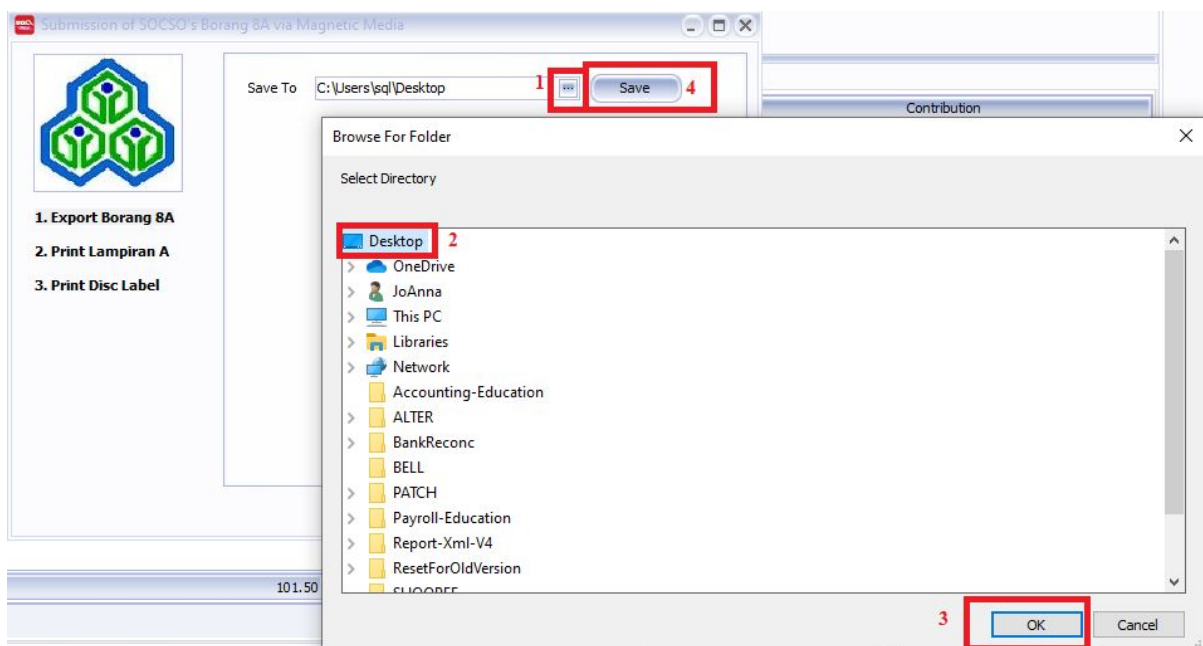 Submission of SOCSO's Borang 8A via Magnetic Media
Save To C:\Users\sql\Desktop 1 ... Save 4
Contribution
Browse For Folder
Select Directory
1. Export Borang 8A
2. Print Lampiran A
3. Print Disc Label
Desktop 2
OneDrive
JoAnna
This PC
Libraries
Network
Accounting-Education
ALTER
BankReconc
BELL
PATCH
Payroll-Education
Report-Xml-V4
ResetForOldVersion
101.50
3 OK Cancel